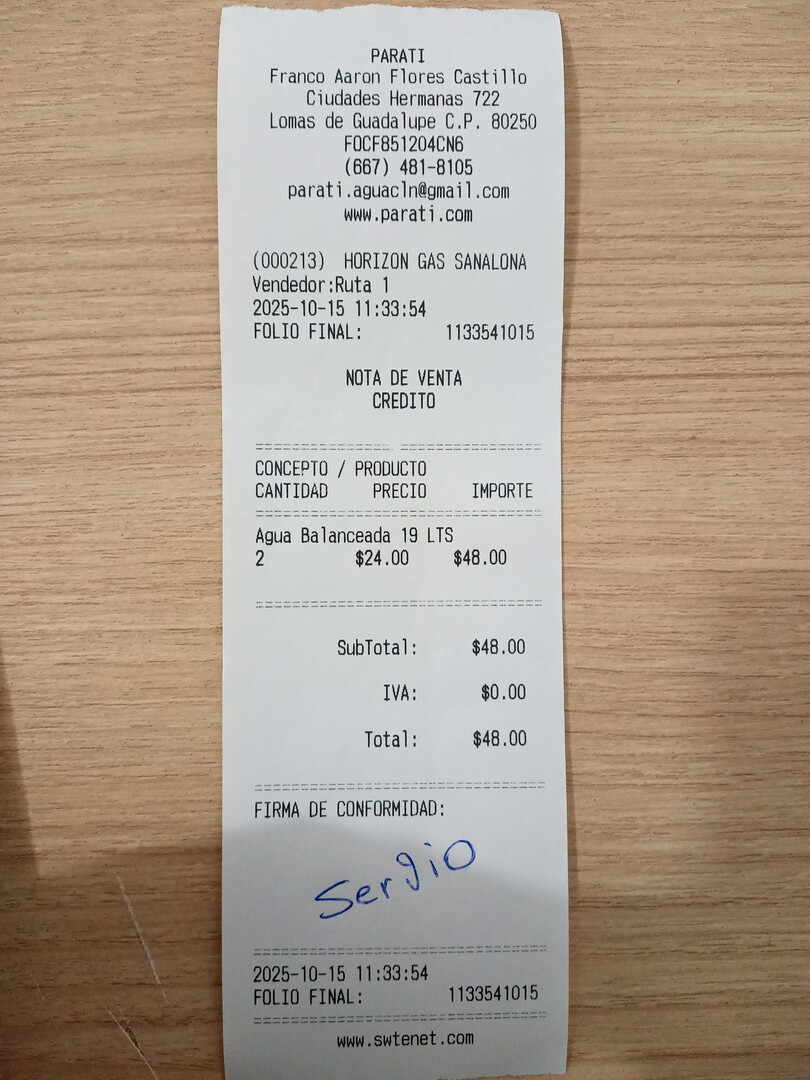 PARATI
Franco Aaron Flores Castillo
Ciudades Hermanas 722
Lomas de Guadalupe C.P. 80250
FOCF851204CN6
(667) 481-8105
parati.aguacln@gmail.com
www.parati.com
(000213) HORIZON GAS SANALONA
Vendedor:Ruta 1
2025-10-15 11:33:54
FOLIO FINAL: 1133541015
NOTA DE VENTA
CREDITO
CONCEPTO / PRODUCTO
CANTIDAD PRECIO IMPORTE
Agua Balanceada 19 LTS
2 $24.00 $48.00
SubTotal: $48.00
IVA: $0.00
Total: $48.00
FIRMA DE CONFORMIDAD:
Sergio
2025-10-15 11:33:54
FOLIO FINAL: 1133541015
www.swtenet.com